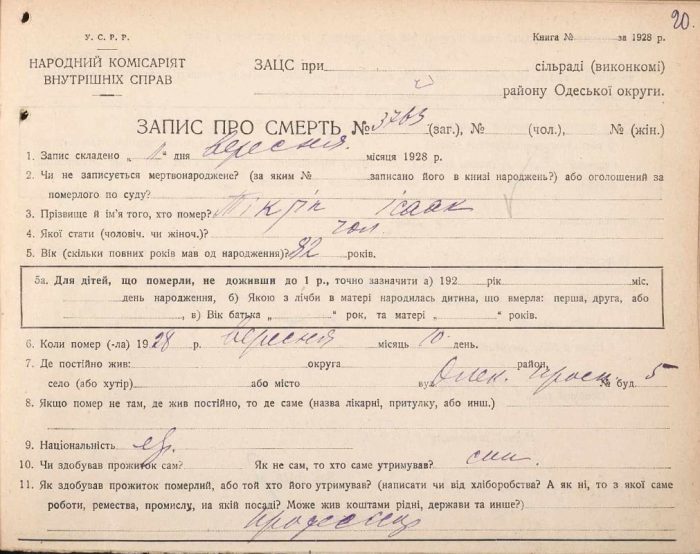 20.
У. С. Р. Р.
НАРОДНИЙ КОМІСАРІЯТ
ВНУТРІШНІХ СПРАВ
Книга № за 1928 р.
ЗАЦС при сільраді (виконкомі)
району Одеської округи.
ЗАПИС ПРО СМЕРТЬ № 3763 (заг.), № (чол.), № (жін.)
1. Запис складено „ " дня вересня місяця 1928 р.
2. Чи не записується мертвонароджене? (за яким № записано його в книзі народжень?) або оголошений за
померлого по суду?
3. Прізвище й ім'я того, хто помер? Пікрік Ісаак
4. Якої стати (чоловіч. чи жіноч.)? чол.
5. Вік (скільки повних років мав од народження)? 82 років.
5а. Для дітей, що померли, не доживши до 1 р., точно зазначити а) 192 рік міс.
день народження, б) Якою з лічби в матері народилась дитина, що вмерла: перша, друга, або
, в) Вік батька „ " рок, та матері „ " років.
6. Коли помер (-ла) 1928 р. вересня місяць 10 день.
7. Де постійно жив: округа район,
село (або хутір) або місто вул. Олек. просп. № буд. 5
8. Якщо помер не там, де жив постійно, то де саме (назва лікарні, притулку, або инш.)
9. Національність євр.
10. Чи здобував прожиток сам? Як не сам, то хто саме утримував? син.
11. Як здобував прожиток померлий, або той хто його утримував? (написати чи від хліборобства? А як ні, то з якої саме
роботи, ремества, промислу, на якій посаді? Може жив коштами рідні, держави та инше?)